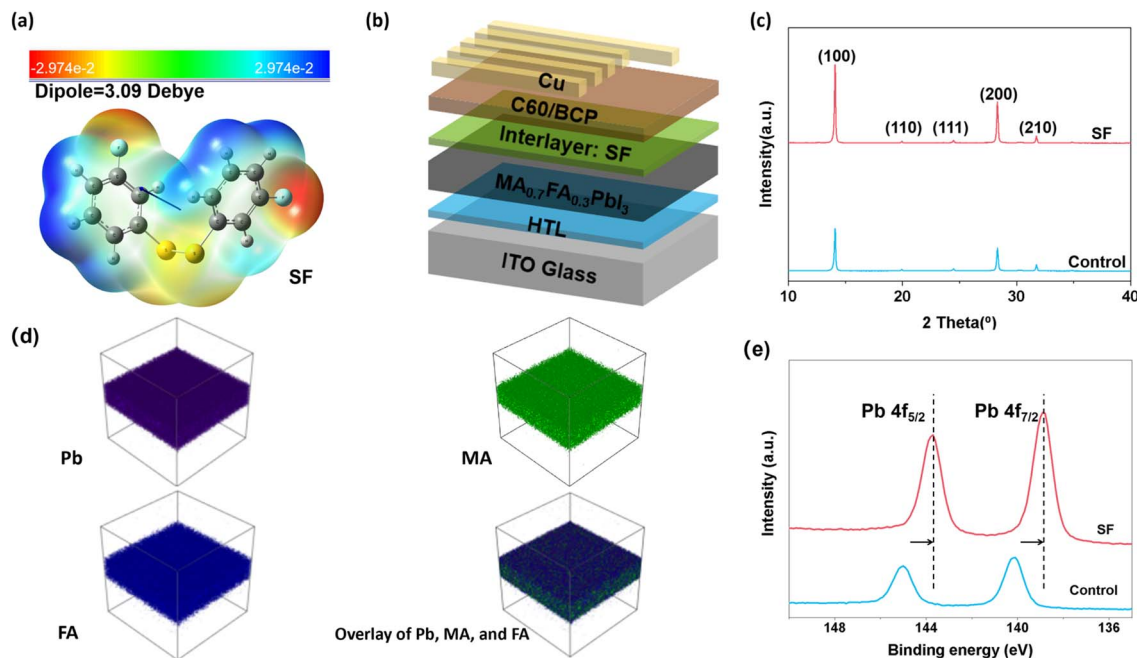 (a)
-2.974e-2 2.974e-2
Dipole=3.09 Debye
SF
(b)
Cu
C60/BCP
Interlayer: SF
MA₀.₇FA₀.₃PbI₃
HTL
ITO Glass
(c)
Intensity(a.u.)
(100)
(110)
(111)
(200)
(210)
SF
Control
10 20 30 40
2 Theta(º)
(d)
Pb
MA
FA
Overlay of Pb, MA, and FA
(e)
Intensity (a.u.)
Pb 4f₅/₂
Pb 4f₇/₂
SF
Control
148 144 140 136
Binding energy (eV)